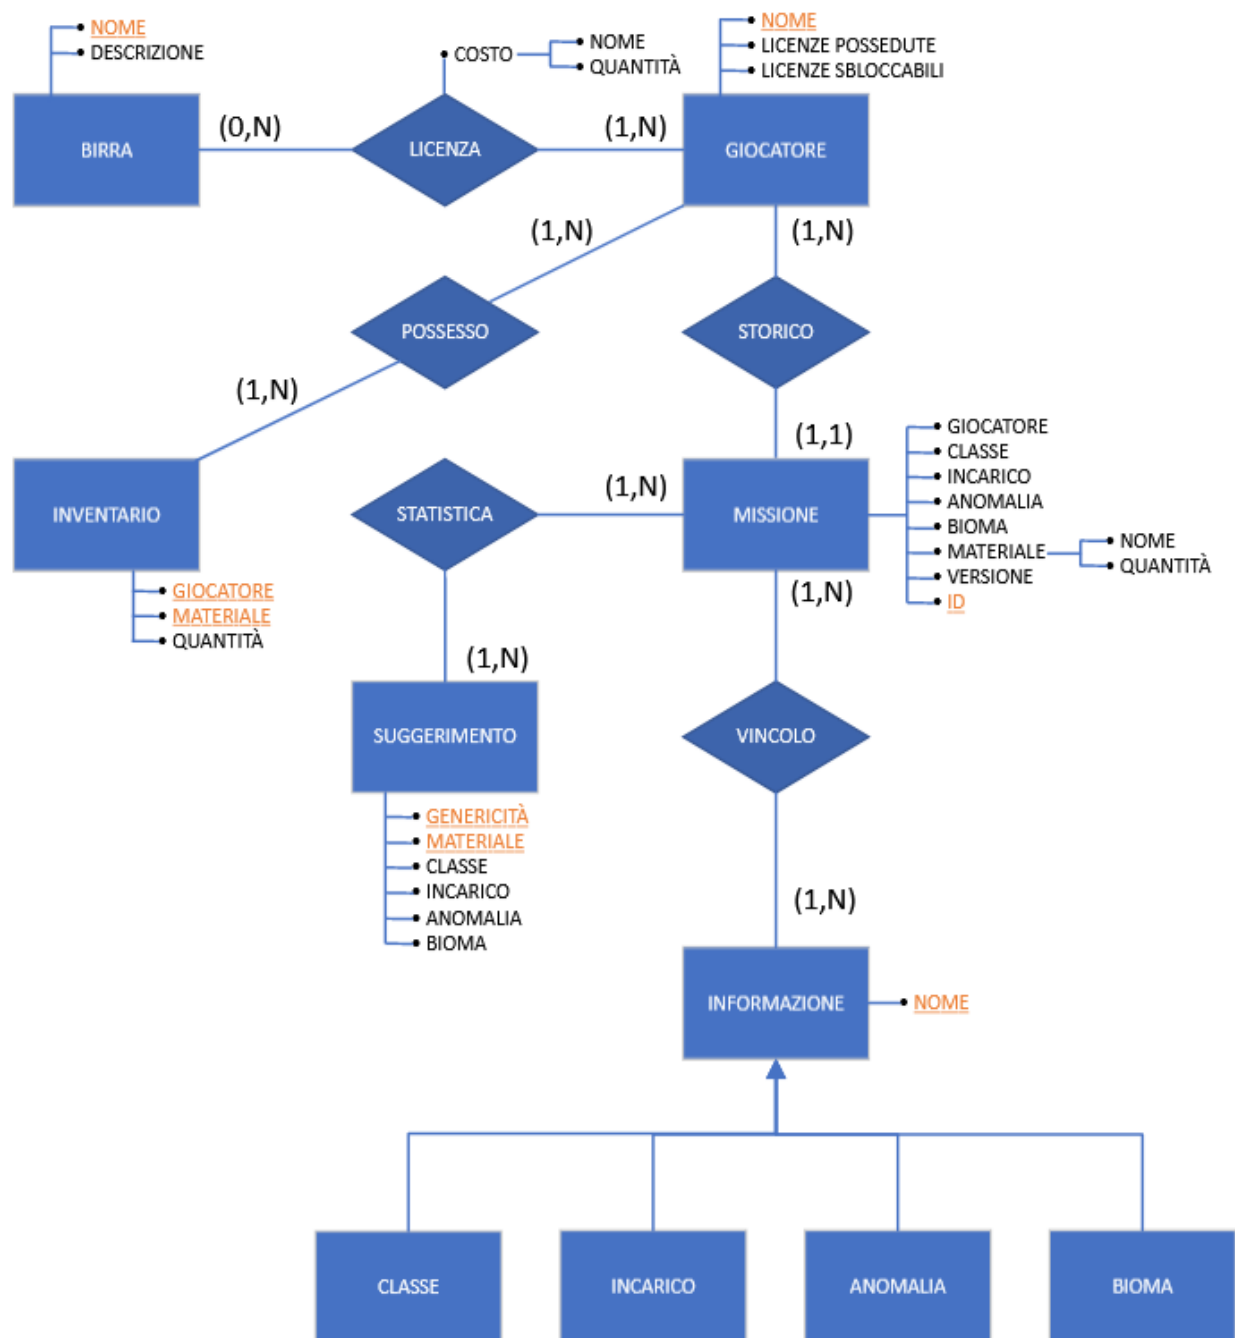 NOME
DESCRIZIONE
COSTO
NOME
QUANTITÀ
NOME
LICENZE POSSEDUTE
LICENZE SBLOCCABILI
BIRRA
(0,N)
LICENZA
(1,N)
GIOCATORE
(1,N)
(1,N)
POSSESSO
STORICO
(1,N)
(1,1)
INVENTARIO
GIOCATORE
MATERIALE
QUANTITÀ
STATISTICA
(1,N)
MISSIONE
GIOCATORE
CLASSE
INCARICO
ANOMALIA
BIOMA
MATERIALE
NOME
QUANTITÀ
VERSIONE
ID
(1,N)
(1,N)
SUGGERIMENTO
GENERICITÀ
MATERIALE
CLASSE
INCARICO
ANOMALIA
BIOMA
VINCOLO
(1,N)
INFORMAZIONE
NOME
CLASSE
INCARICO
ANOMALIA
BIOMA